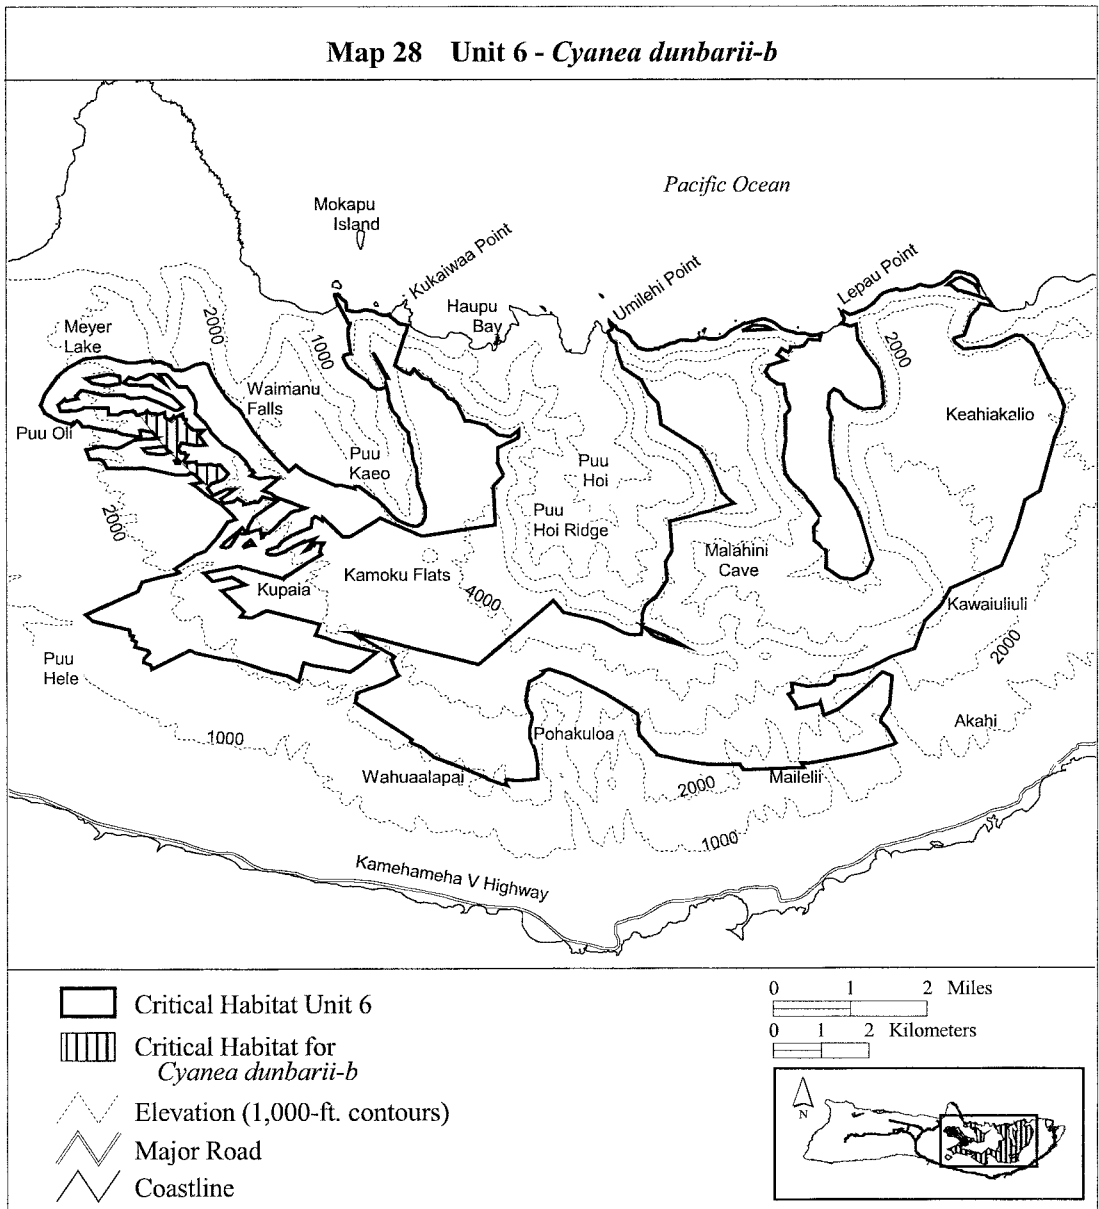 Map 28 Unit 6 - Cyanea dunbarii-b
Pacific Ocean
Mokapu
Island
Kukaiwaa Point
Haupu
Bay
Umilehi Point
Lepau Point
Meyer
Lake
2000
1000
2000
Waimanu
Falls
Keahiakalio
Puu Oli
Puu
Kaeo
Puu
Hoi
2000
Puu
Hoi Ridge
Malahini
Cave
Kamoku Flats
Kupaia
4000
Kawaiuliuli
2000
Puu
Hele
1000
Pohakuloa
Akahi
Wahuaalapai
2000
Mailelii
1000
Kamehameha V Highway
Critical Habitat Unit 6
Critical Habitat for
Cyanea dunbarii-b
Elevation (1,000-ft. contours)
Major Road
Coastline
0 1 2 Miles
0 1 2 Kilometers
N